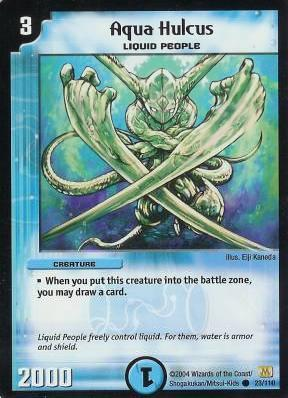 3
Aqua Hulcus
LIQUID PEOPLE
Illus. Eiji Kaneda
CREATURE
▪ When you put this creature into the battle zone,
you may draw a card.
Liquid People freely control liquid. For them, water is armor
and shield.
2000
1
©2004 Wizards of the Coast/
Shogakukan/Mitsui-Kids
23/110